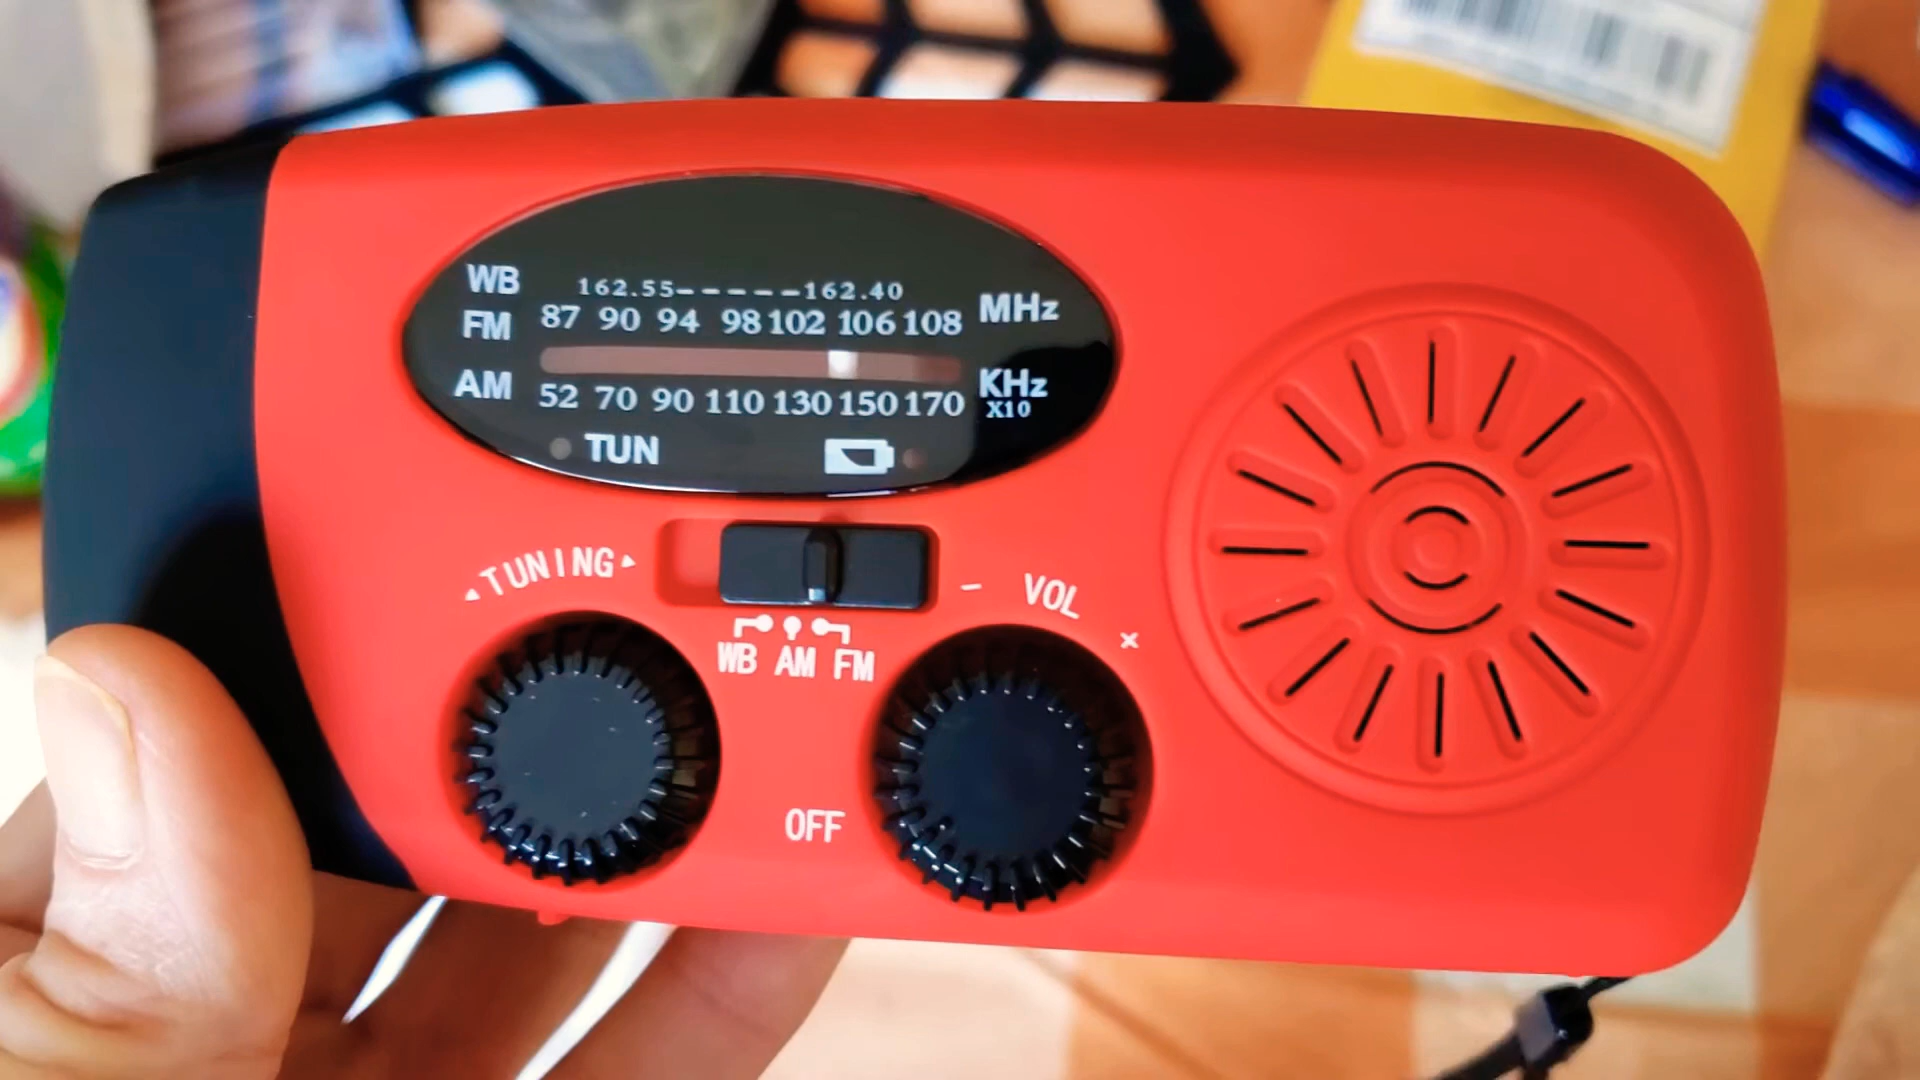 WB 162.55-----162.40
FM 87 90 94 98 102 106 108 MHz
AM 52 70 90 110 130 150 170 KHz
X10
TUN
TUNING
- VOL +
WB AM FM
OFF